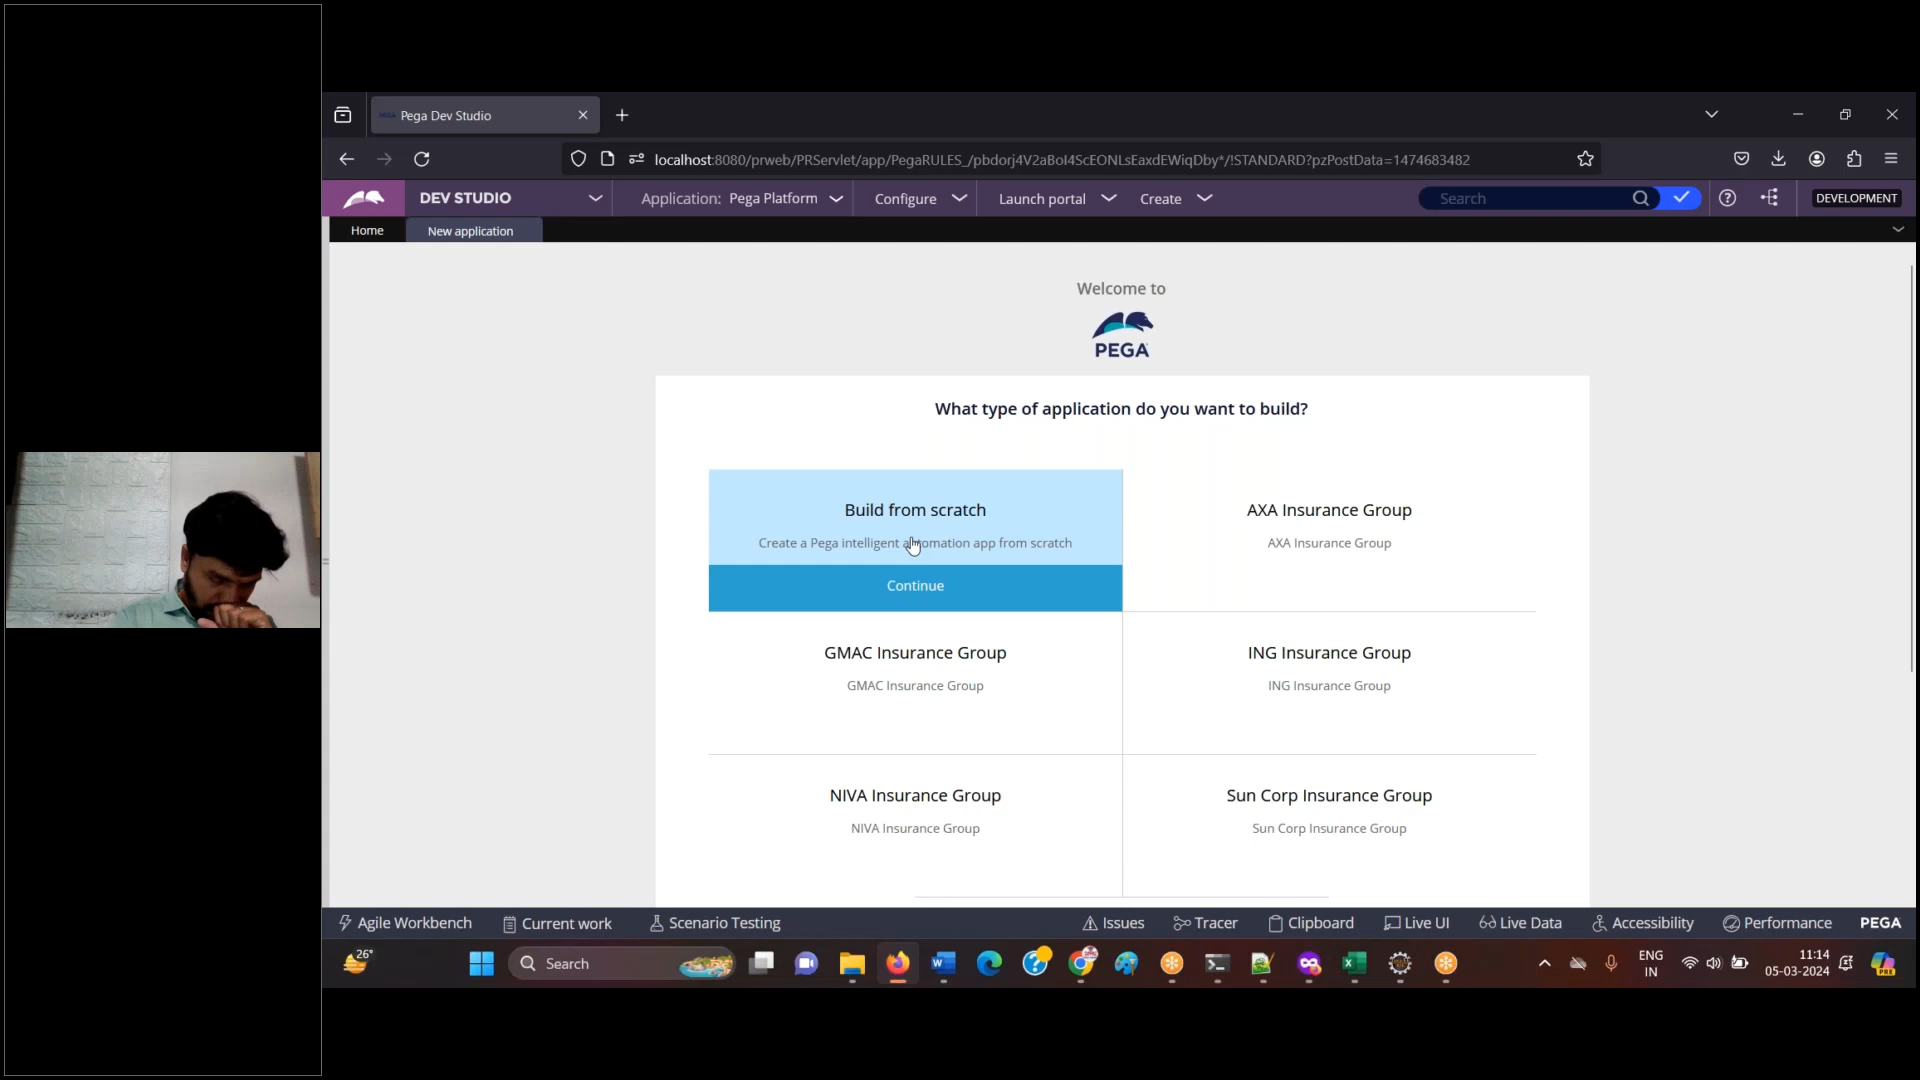 Pega Dev Studio
localhost:8080/prweb/PRServlet/app/PegaRULES_/pbdorj4V2aBoI4ScEONLsEaxdEWiqDby*/!STANDARD?pzPostData=1474683482
DEV STUDIO
Application: Pega Platform
Configure
Launch portal
Create
Search
DEVELOPMENT
Home
New application
Welcome to
PEGA
What type of application do you want to build?
Build from scratch
Create a Pega intelligent automation app from scratch
Continue
AXA Insurance Group
AXA Insurance Group
GMAC Insurance Group
GMAC Insurance Group
ING Insurance Group
ING Insurance Group
NIVA Insurance Group
NIVA Insurance Group
Sun Corp Insurance Group
Sun Corp Insurance Group
Agile Workbench
Current work
Scenario Testing
Issues
Tracer
Clipboard
Live UI
Live Data
Accessibility
Performance
PEGA
26°
Search
ENG
IN
11:14
05-03-2024
PRE